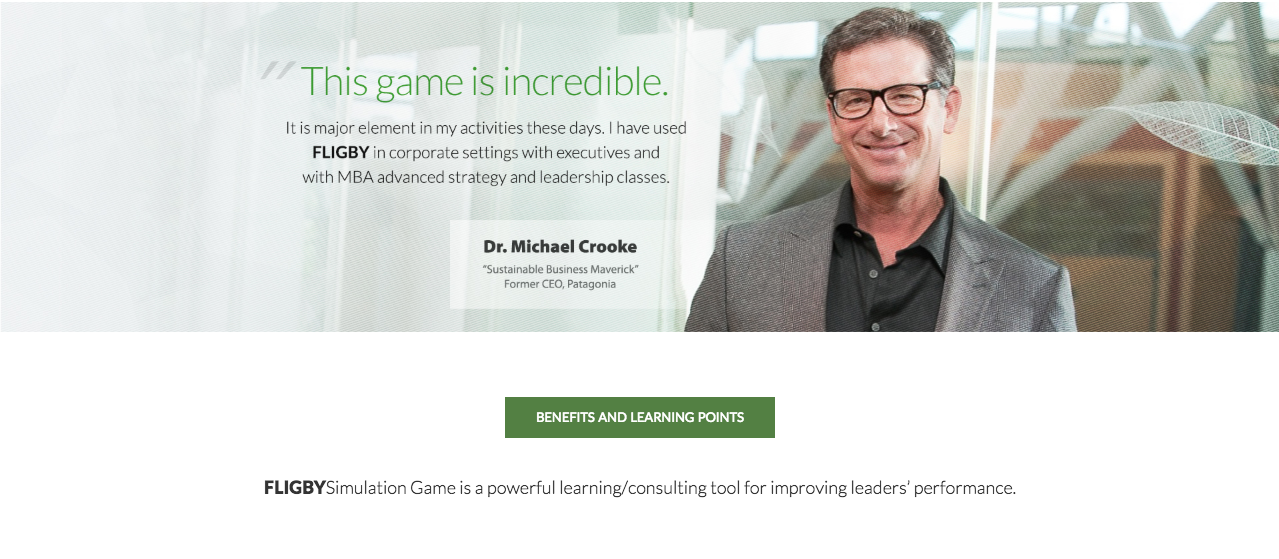 "This game is incredible.
It is major element in my activities these days. I have used
FLIGBY in corporate settings with executives and
with MBA advanced strategy and leadership classes.
Dr. Michael Crooke
"Sustainable Business Maverick"
Former CEO, Patagonia
BENEFITS AND LEARNING POINTS
FLIGBYSimulation Game is a powerful learning/consulting tool for improving leaders' performance.